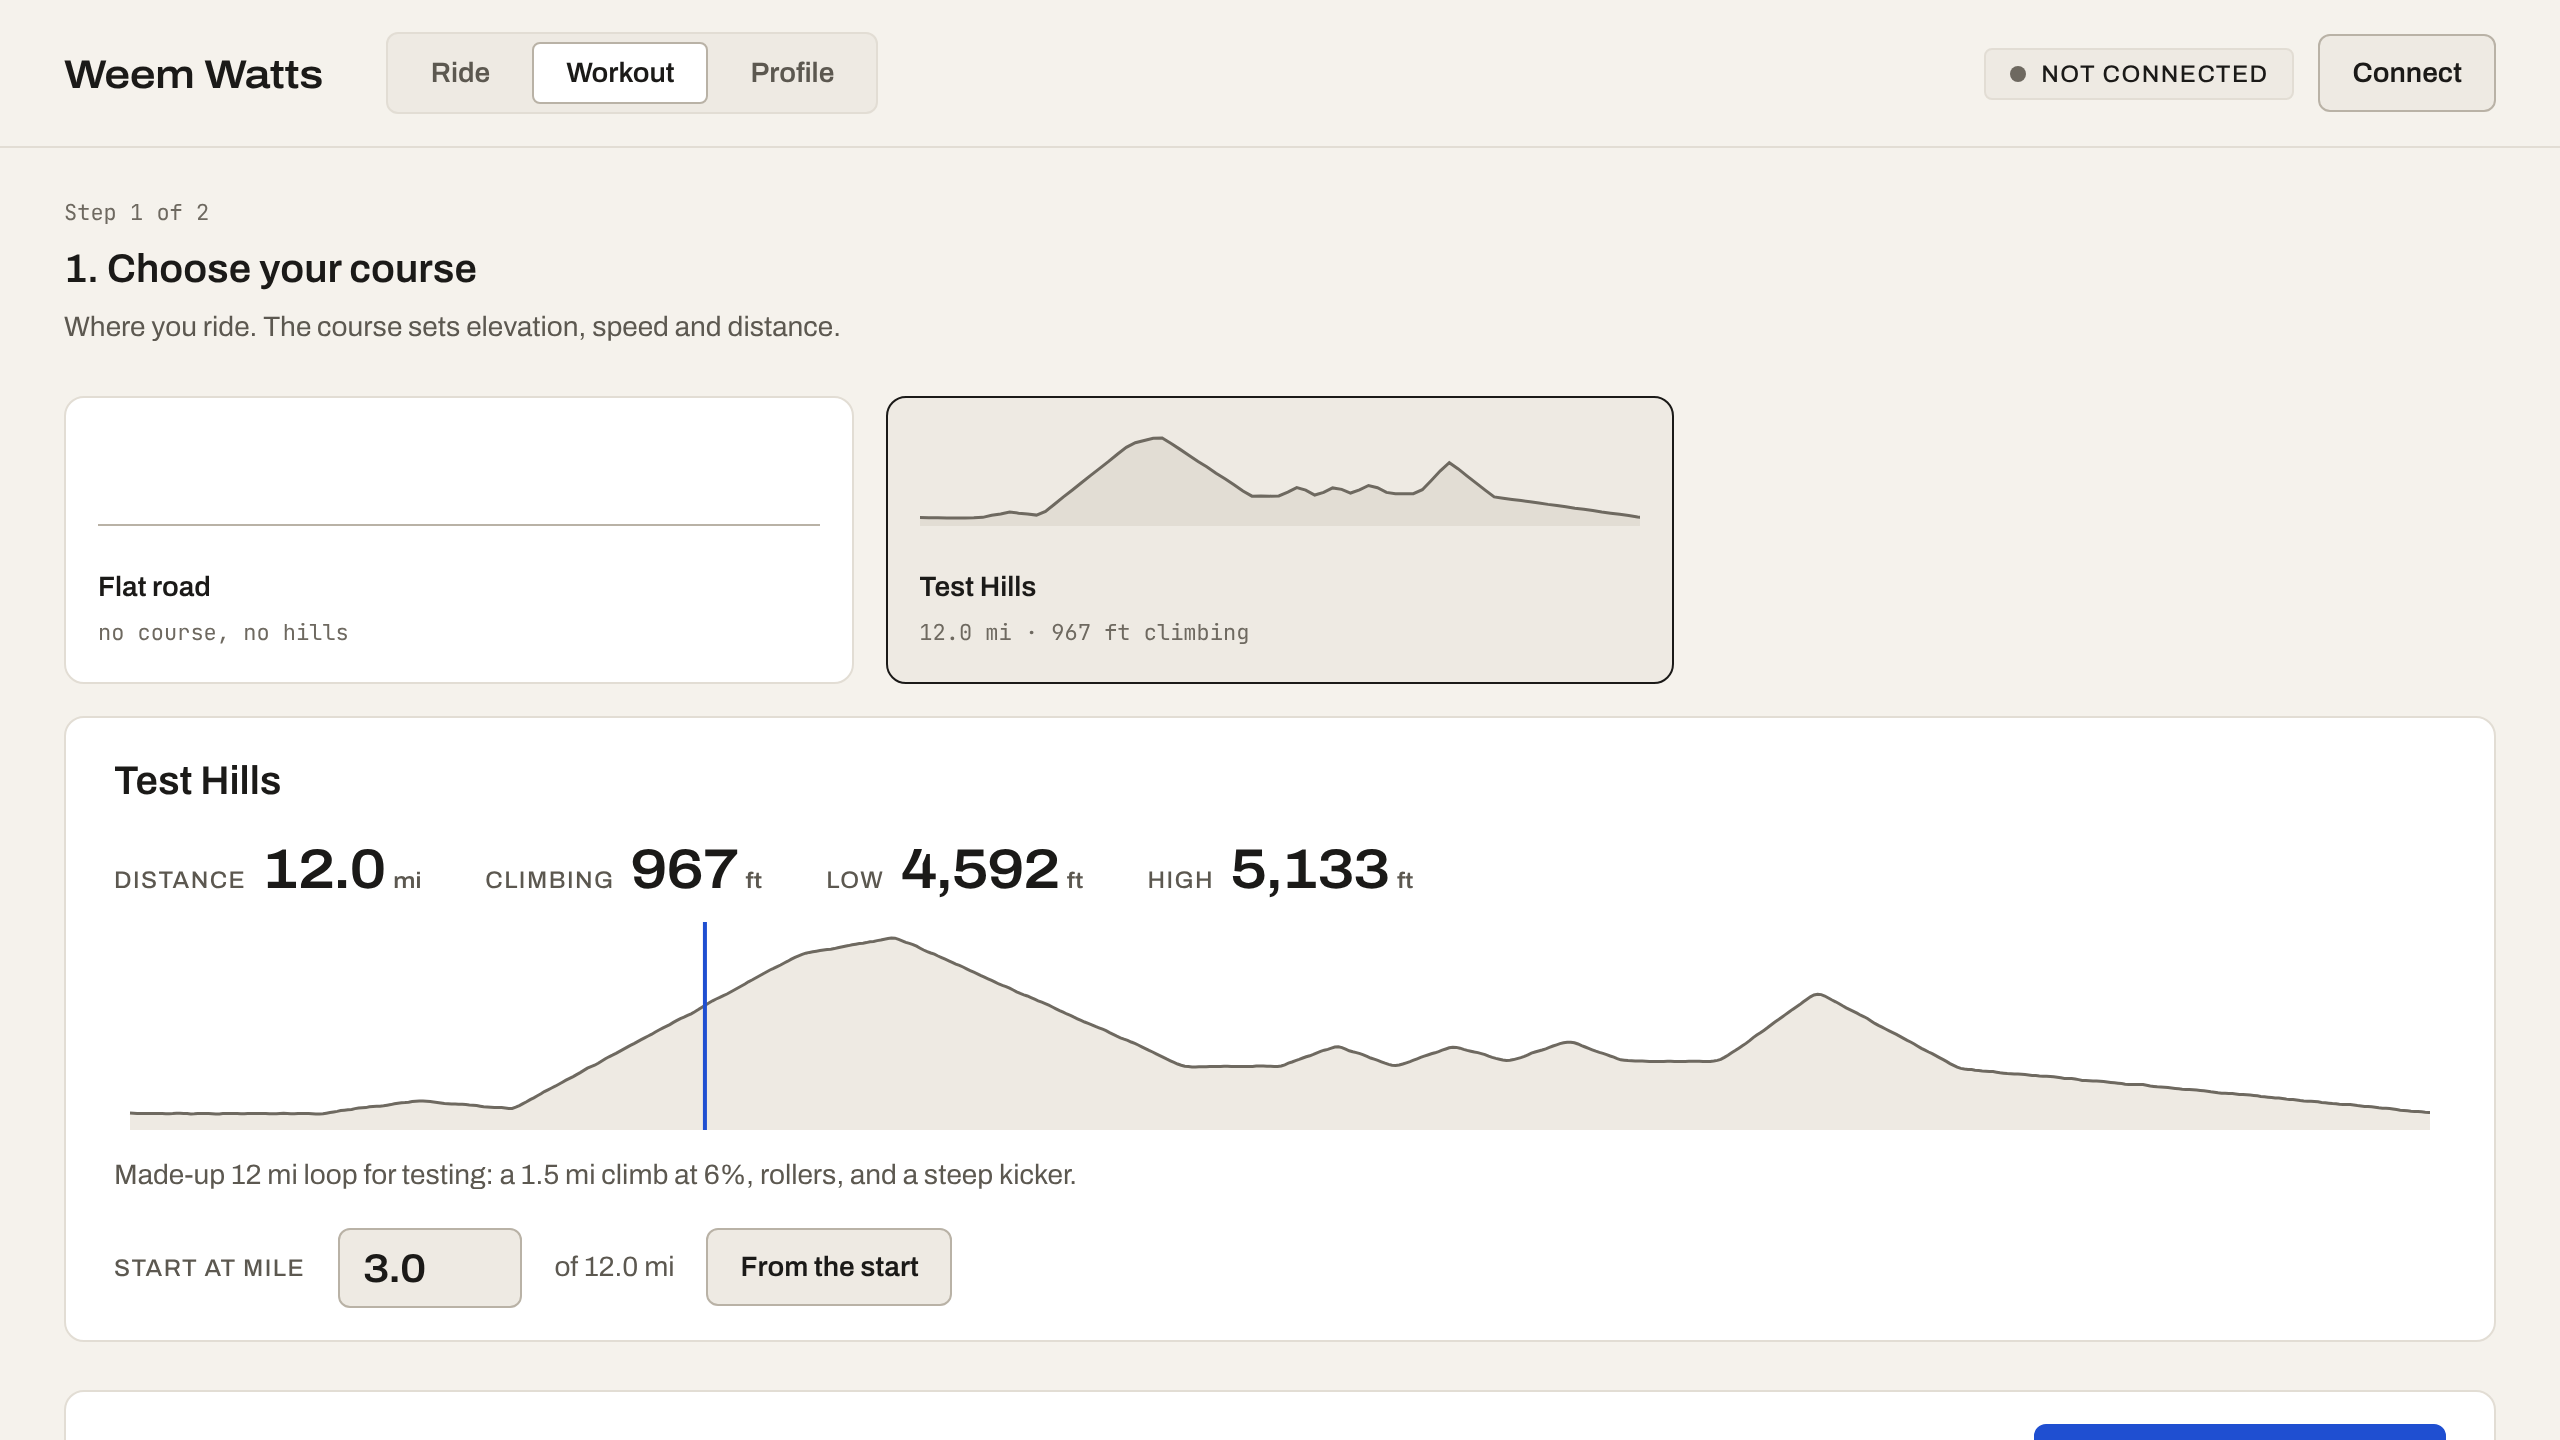 Weem Watts
Ride
Workout
Profile
NOT CONNECTED
Connect
Step 1 of 2
1. Choose your course
Where you ride. The course sets elevation, speed and distance.
Flat road
no course, no hills
Test Hills
12.0 mi · 967 ft climbing
Test Hills
DISTANCE 12.0 mi
CLIMBING 967 ft
LOW 4,592 ft
HIGH 5,133 ft
Made-up 12 mi loop for testing: a 1.5 mi climb at 6%, rollers, and a steep kicker.
START AT MILE 3.0 of 12.0 mi
From the start